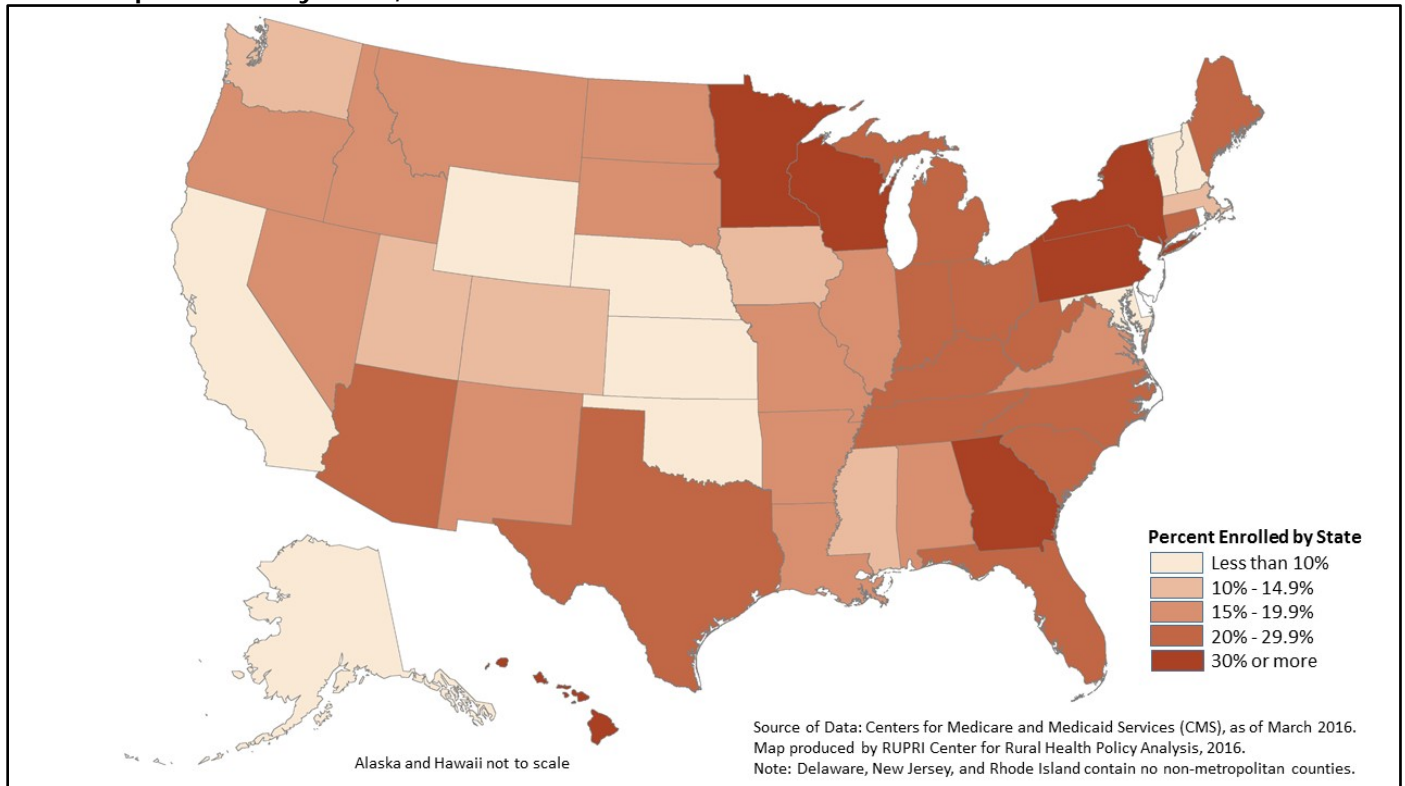 Percent Enrolled by State
Less than 10%
10% - 14.9%
15% - 19.9%
20% - 29.9%
30% or more
Source of Data: Centers for Medicare and Medicaid Services (CMS), as of March 2016.
Map produced by RUPRI Center for Rural Health Policy Analysis, 2016.
Note: Delaware, New Jersey, and Rhode Island contain no non-metropolitan counties.
Alaska and Hawaii not to scale